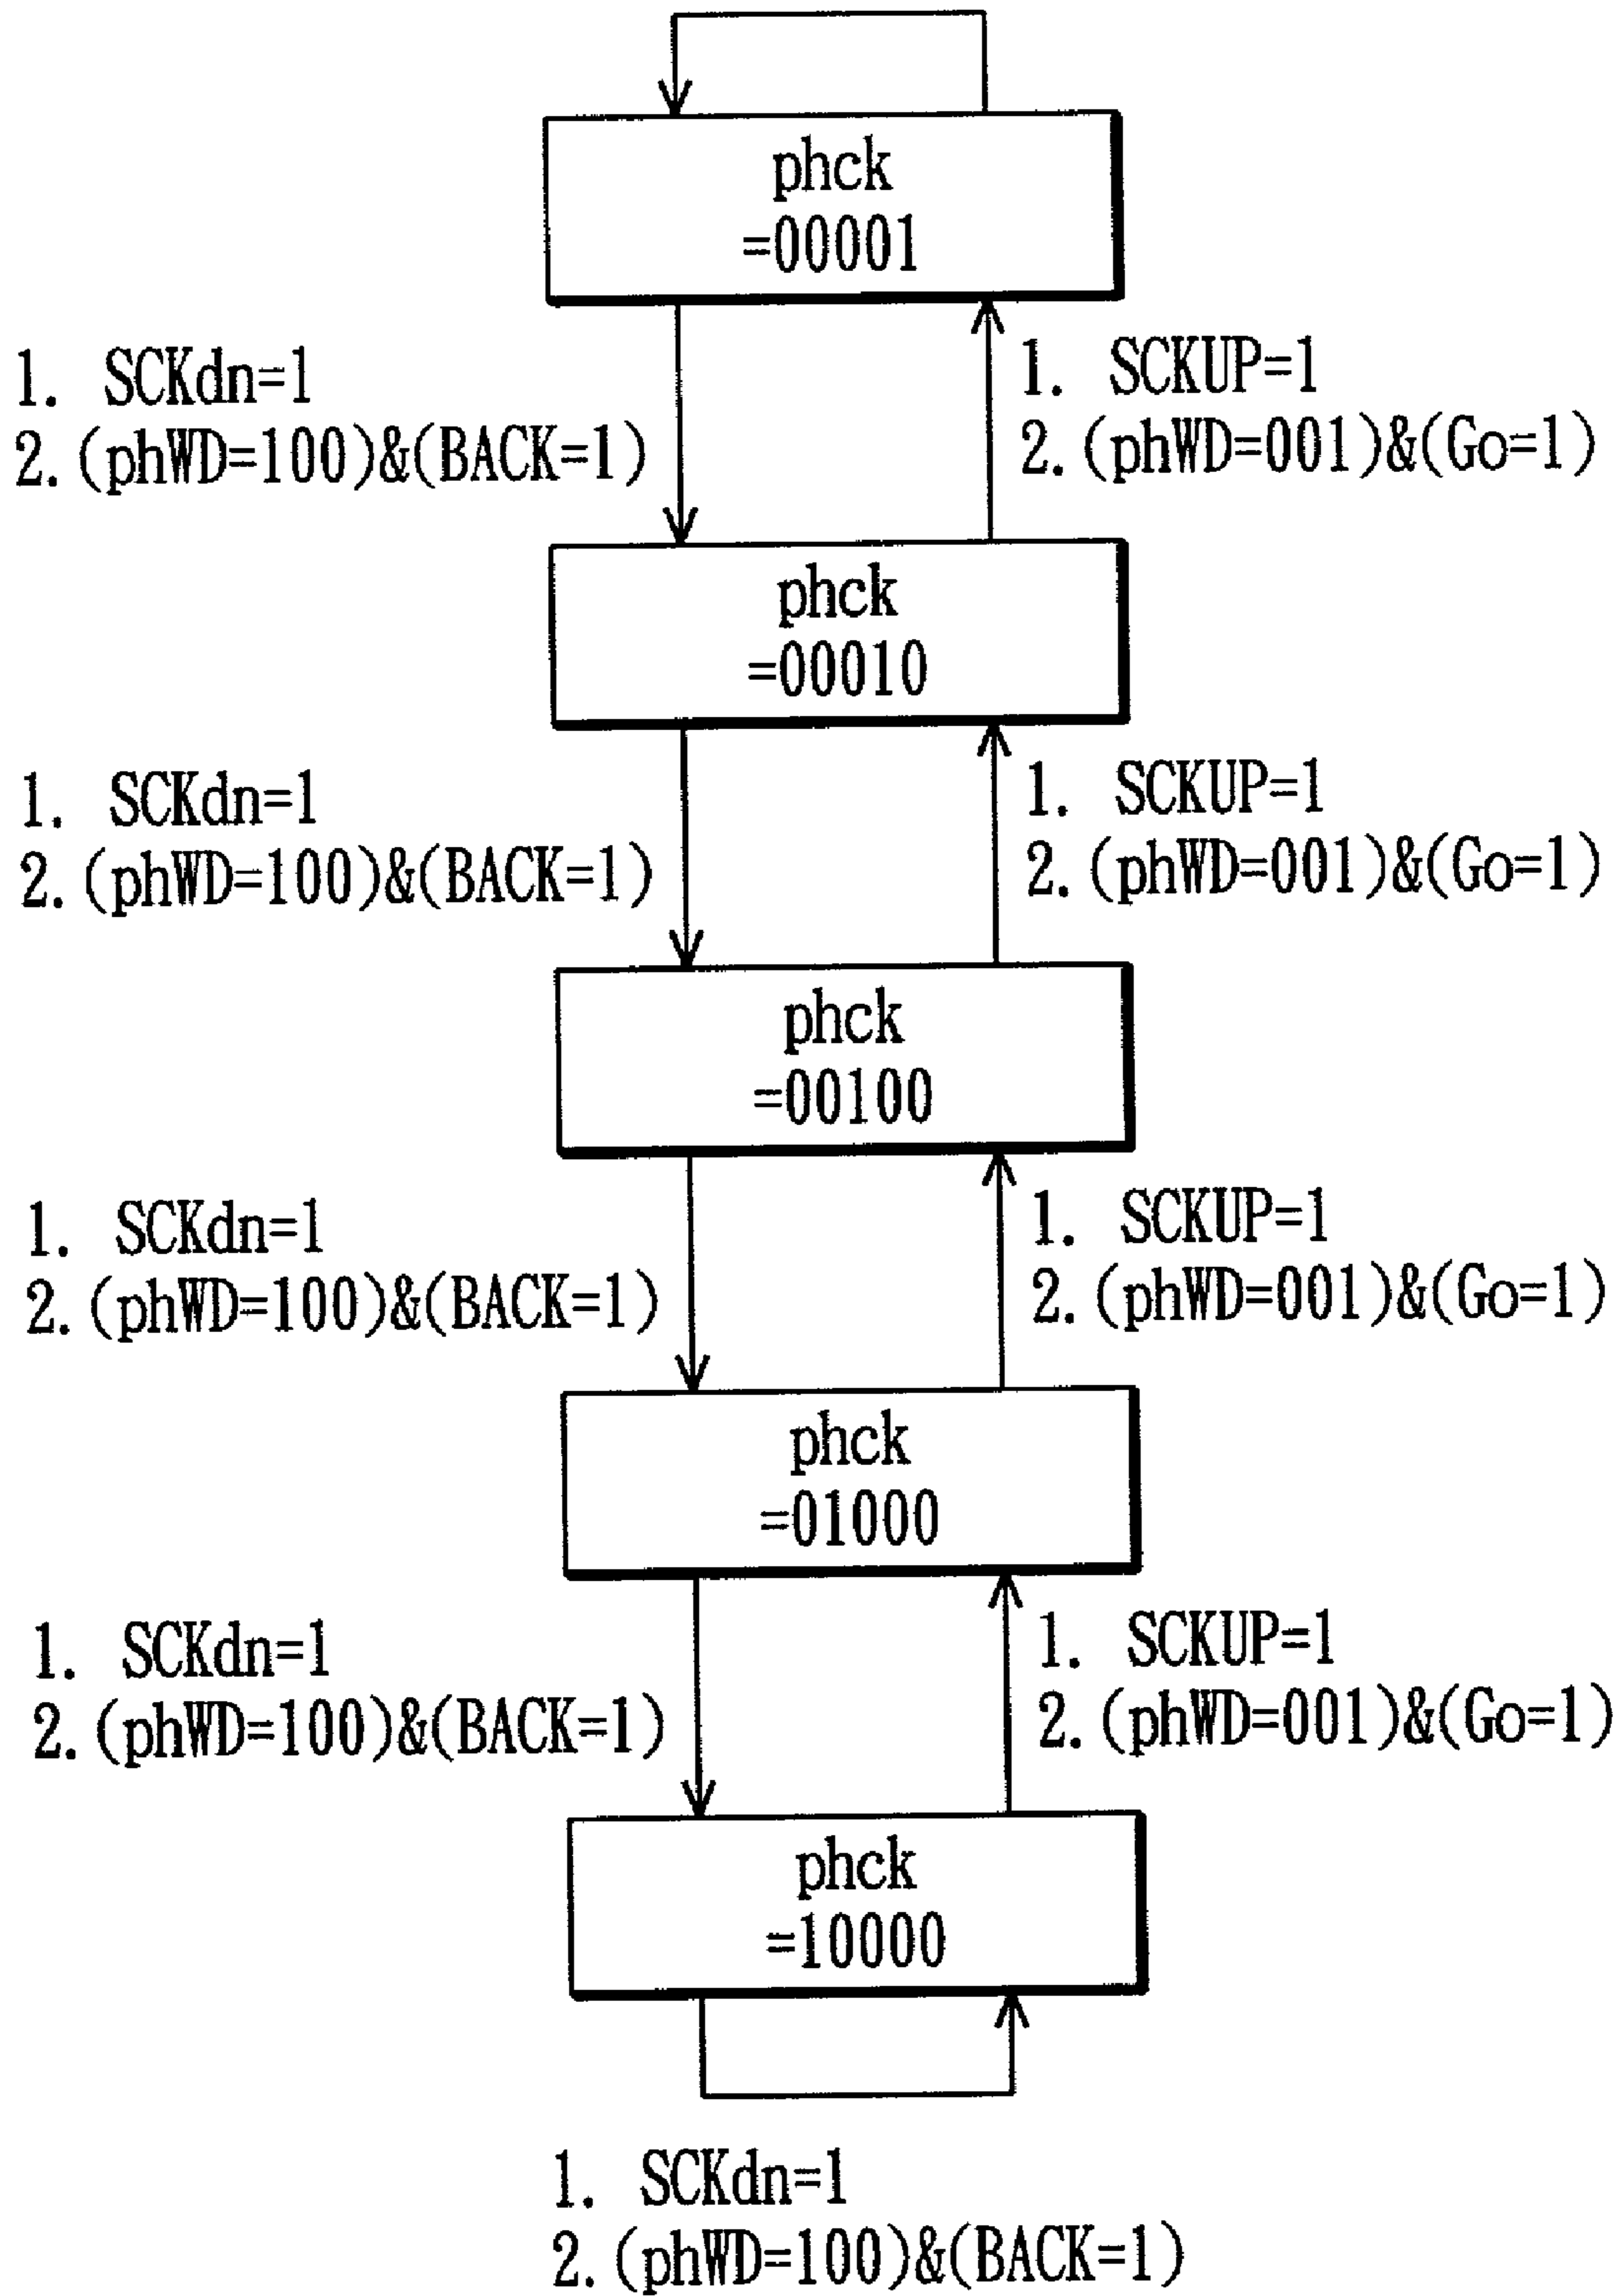 phck
=00001
1. SCKdn=1
2.(phWD=100)&(BACK=1)
1. SCKUP=1
2.(phWD=001)&(Go=1)
phck
=00010
1. SCKdn=1
2.(phWD=100)&(BACK=1)
1. SCKUP=1
2.(phWD=001)&(Go=1)
phck
=00100
1. SCKdn=1
2.(phWD=100)&(BACK=1)
1. SCKUP=1
2.(phWD=001)&(Go=1)
phck
=01000
1. SCKdn=1
2.(phWD=100)&(BACK=1)
1. SCKUP=1
2.(phWD=001)&(Go=1)
phck
=10000
1. SCKdn=1
2.(phWD=100)&(BACK=1)